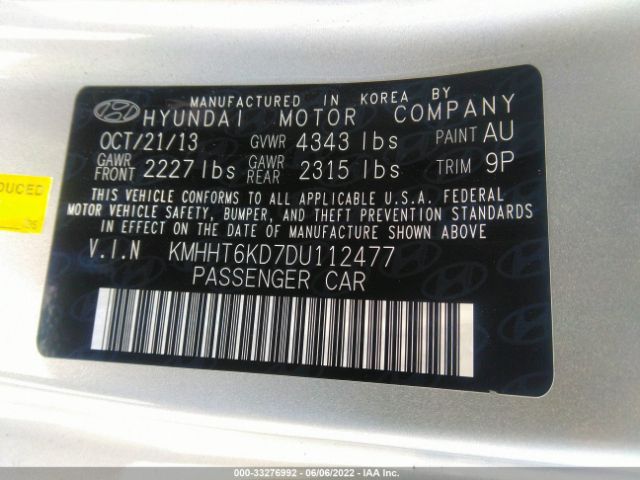 MANUFACTURED IN KOREA BY
HYUNDAI MOTOR COMPANY
OCT/21/13 GVWR 4343 lbs PAINT AU
GAWR FRONT 2227 lbs GAWR REAR 2315 lbs TRIM 9P
THIS VEHICLE CONFORMS TO ALL APPLICABLE U.S.A. FEDERAL
MOTOR VEHICLE SAFETY, BUMPER, AND THEFT PREVENTION STANDARDS
IN EFFECT ON THE DATE OF MANUFACTURE SHOWN ABOVE
V.I.N KMHHT6KD7DU112477
PASSENGER CAR
ODUCED
000-33276992 - 06/06/2022 - IAA Inc.